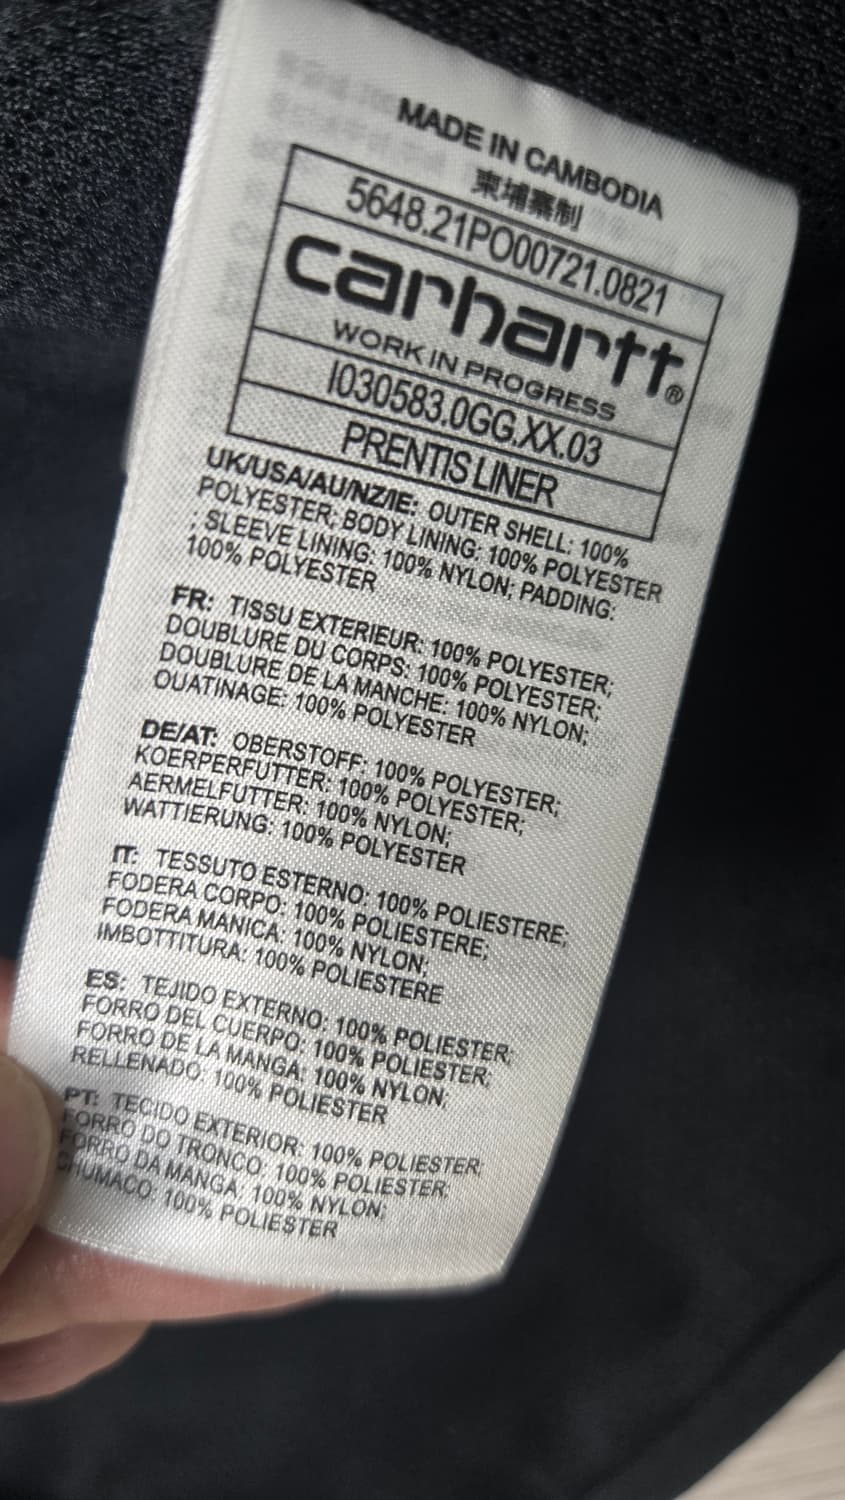 MADE IN CAMBODIA
柬埔寨制
5648.21PO00721.0821
carhartt®
WORK IN PROGRESS
I030583.0GG.XX.03
PRENTIS LINER
UK/USA/AU/NZ/IE: OUTER SHELL: 100%
POLYESTER; BODY LINING: 100% POLYESTER
; SLEEVE LINING: 100% NYLON; PADDING:
100% POLYESTER
FR: TISSU EXTERIEUR: 100% POLYESTER;
DOUBLURE DU CORPS: 100% POLYESTER;
DOUBLURE DE LA MANCHE: 100% NYLON;
OUATINAGE: 100% POLYESTER
DE/AT: OBERSTOFF: 100% POLYESTER;
KOERPERFUTTER: 100% POLYESTER;
AERMELFUTTER: 100% NYLON;
WATTIERUNG: 100% POLYESTER
IT: TESSUTO ESTERNO: 100% POLIESTERE;
FODERA CORPO: 100% POLIESTERE;
FODERA MANICA: 100% NYLON;
IMBOTTITURA: 100% POLIESTERE
ES: TEJIDO EXTERNO: 100% POLIESTER;
FORRO DEL CUERPO: 100% POLIESTER;
FORRO DE LA MANGA: 100% NYLON;
RELLENADO: 100% POLIESTER
PT: TECIDO EXTERIOR: 100% POLIESTER;
FORRO DO TRONCO: 100% POLIESTER;
FORRO DA MANGA: 100% NYLON;
CHUMACO: 100% POLIESTER